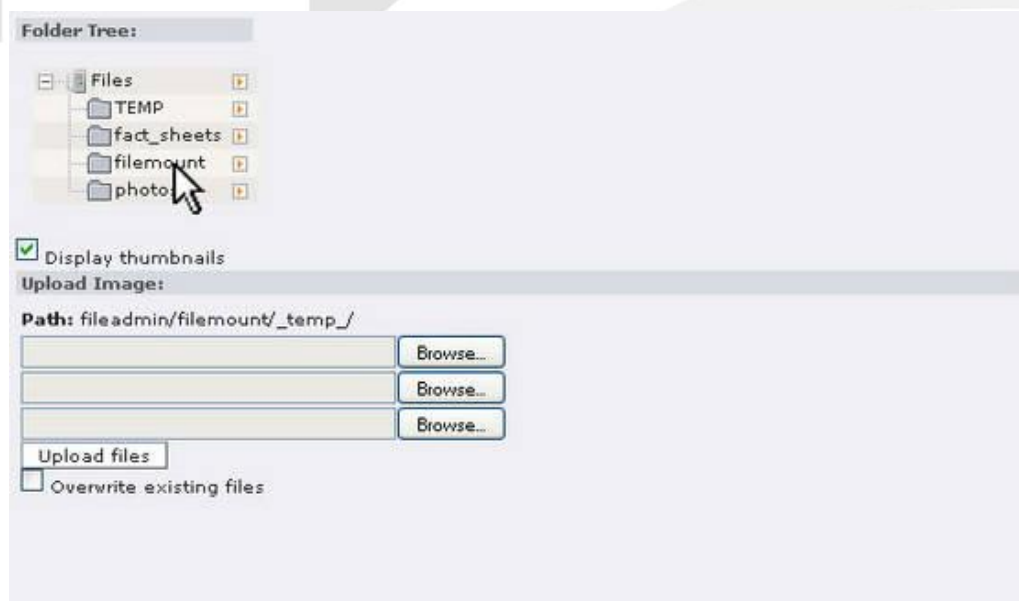 Folder Tree:
Files
TEMP
fact_sheets
filemount
photos
Display thumbnails
Upload Image:
Path: fileadmin/filemount/_temp_/
Browse...
Browse...
Browse...
Upload files
Overwrite existing files